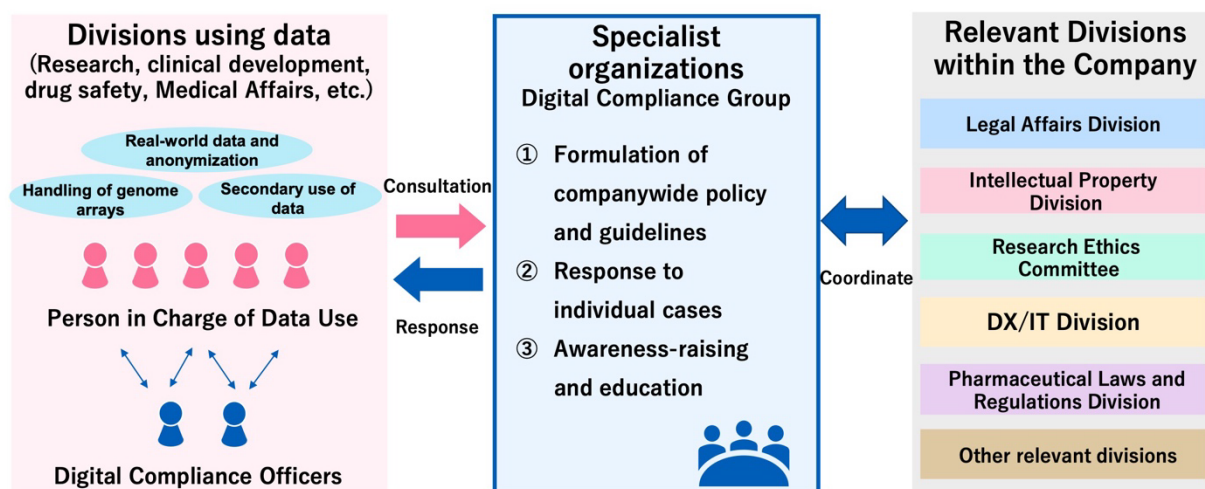 Divisions using data
(Research, clinical development,
drug safety, Medical Affairs, etc.)
Real-world data and
anonymization
Handling of genome
arrays
Secondary use of
data
Person in Charge of Data Use
Digital Compliance Officers
Consultation
Response
Specialist
organizations
Digital Compliance Group
① Formulation of
companywide policy
and guidelines
② Response to
individual cases
③ Awareness-raising
and education
Coordinate
Relevant Divisions
within the Company
Legal Affairs Division
Intellectual Property
Division
Research Ethics
Committee
DX/IT Division
Pharmaceutical Laws and
Regulations Division
Other relevant divisions